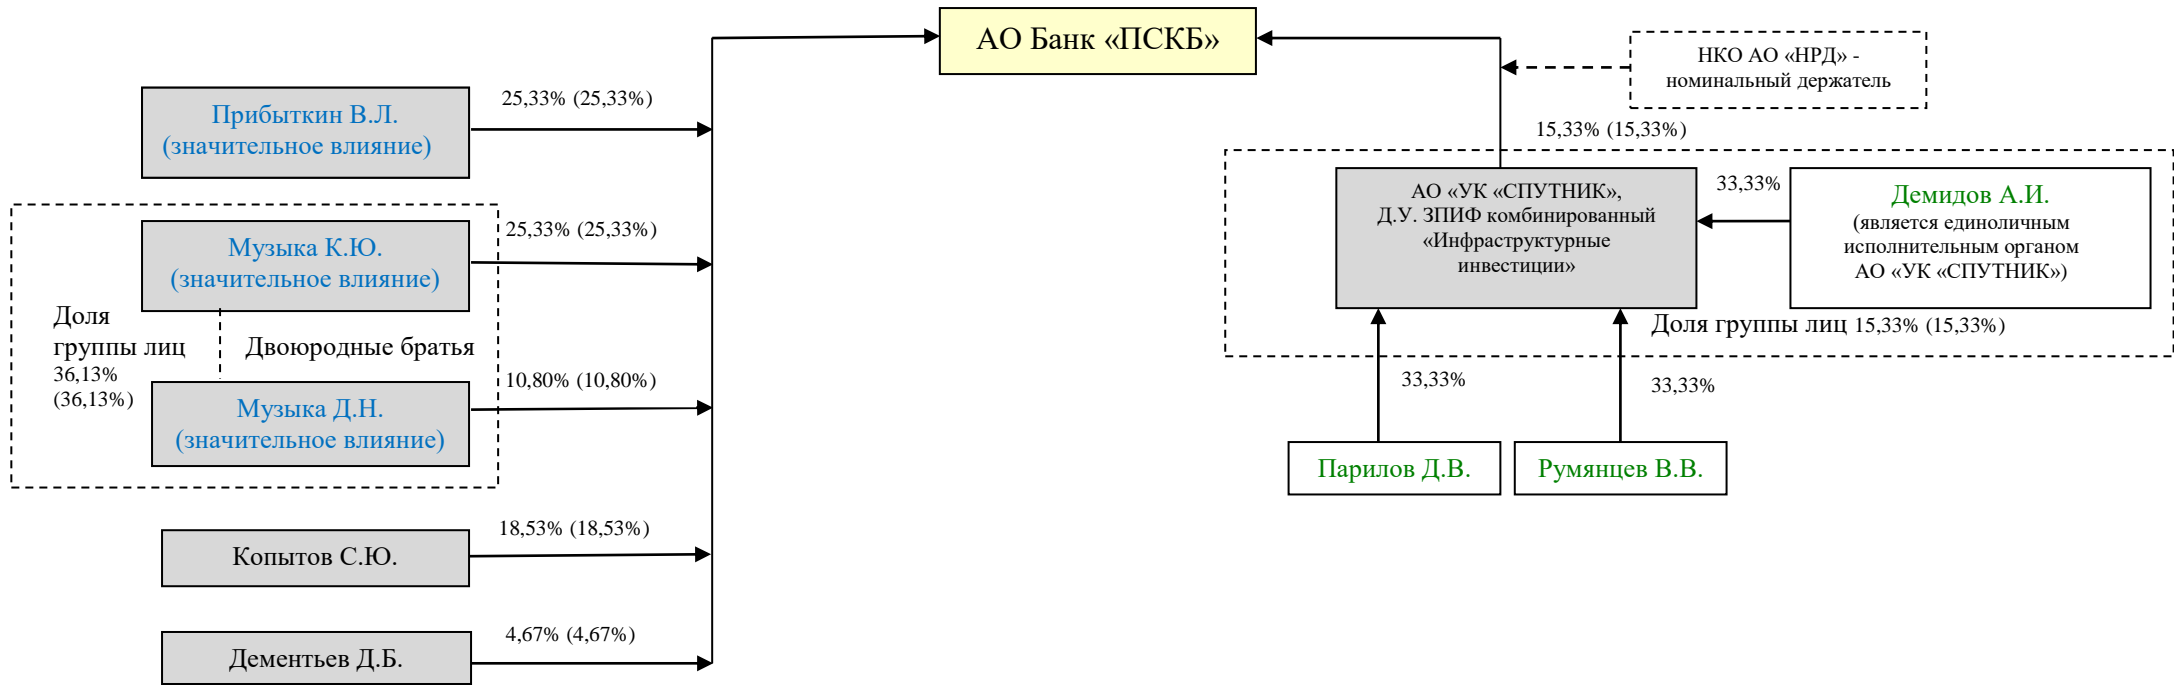 АО Банк «ПСКБ»
НКО АО «НРД» -
номинальный держатель
25,33% (25,33%)
Прибыткин В.Л.
(значительное влияние)
15,33% (15,33%)
АО «УК «СПУТНИК»,
Д.У. ЗПИФ комбинированный
«Инфраструктурные
инвестиции»
33,33%
Демидов А.И.
(является единоличным
исполнительным органом
АО «УК «СПУТНИК»)
25,33% (25,33%)
Музыка К.Ю.
(значительное влияние)
Доля
группы лиц
36,13%
(36,13%)
Двоюродные братья
Доля группы лиц 15,33% (15,33%)
10,80% (10,80%)
Музыка Д.Н.
(значительное влияние)
33,33%
33,33%
Парилов Д.В.
Румянцев В.В.
18,53% (18,53%)
Копытов С.Ю.
4,67% (4,67%)
Дементьев Д.Б.